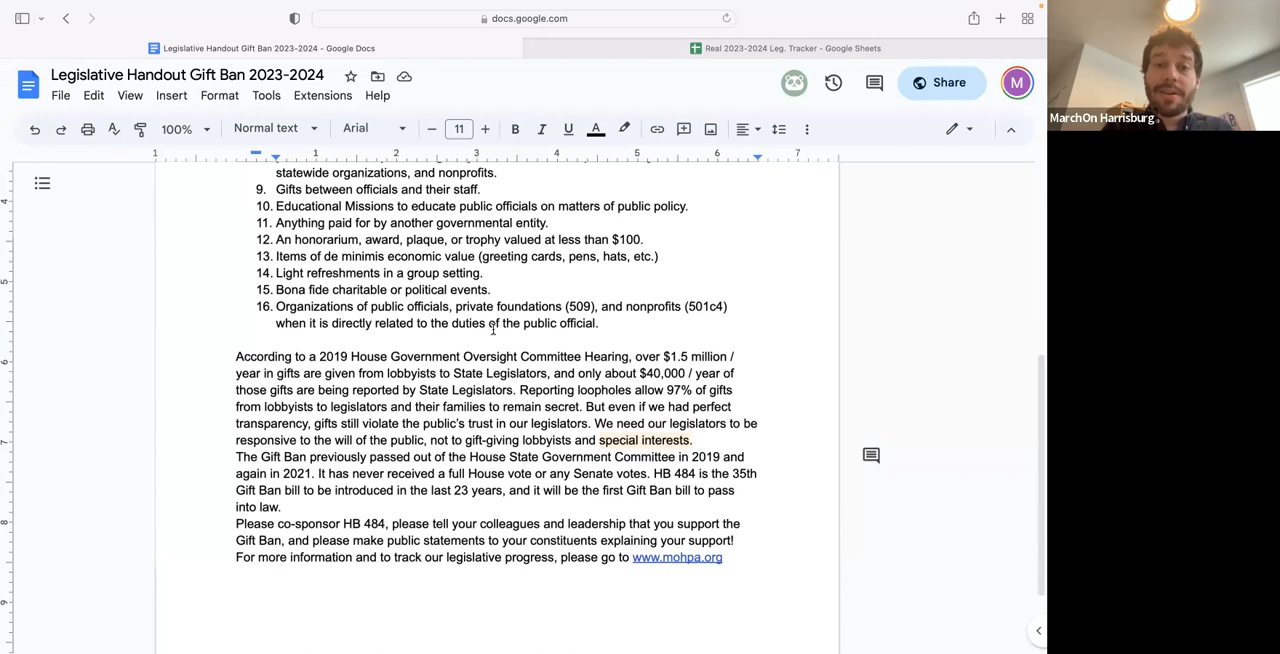 docs.google.com
Legislative Handout Gift Ban 2023-2024 - Google Docs
Real 2023-2024 Leg. Tracker - Google Sheets
Legislative Handout Gift Ban 2023-2024
Share
M
File Edit View Insert Format Tools Extensions Help
100% Normal text Arial 11 B I U A
1 1 2 3 4 5 6 7
MarchOn Harrisburg
statewide organizations, and nonprofits.
9. Gifts between officials and their staff.
10. Educational Missions to educate public officials on matters of public policy.
11. Anything paid for by another governmental entity.
12. An honorarium, award, plaque, or trophy valued at less than $100.
13. Items of de minimis economic value (greeting cards, pens, hats, etc.)
14. Light refreshments in a group setting.
15. Bona fide charitable or political events.
16. Organizations of public officials, private foundations (509), and nonprofits (501c4)
when it is directly related to the duties of the public official.
According to a 2019 House Government Oversight Committee Hearing, over $1.5 million /
year in gifts are given from lobbyists to State Legislators, and only about $40,000 / year of
those gifts are being reported by State Legislators. Reporting loopholes allow 97% of gifts
from lobbyists to legislators and their families to remain secret. But even if we had perfect
transparency, gifts still violate the public's trust in our legislators. We need our legislators to be
responsive to the will of the public, not to gift-giving lobbyists and special interests.
The Gift Ban previously passed out of the House State Government Committee in 2019 and
again in 2021. It has never received a full House vote or any Senate votes. HB 484 is the 35th
Gift Ban bill to be introduced in the last 23 years, and it will be the first Gift Ban bill to pass
into law.
Please co-sponsor HB 484, please tell your colleagues and leadership that you support the
Gift Ban, and please make public statements to your constituents explaining your support!
For more information and to track our legislative progress, please go to www.mohpa.org
4
5
6
7
8
9